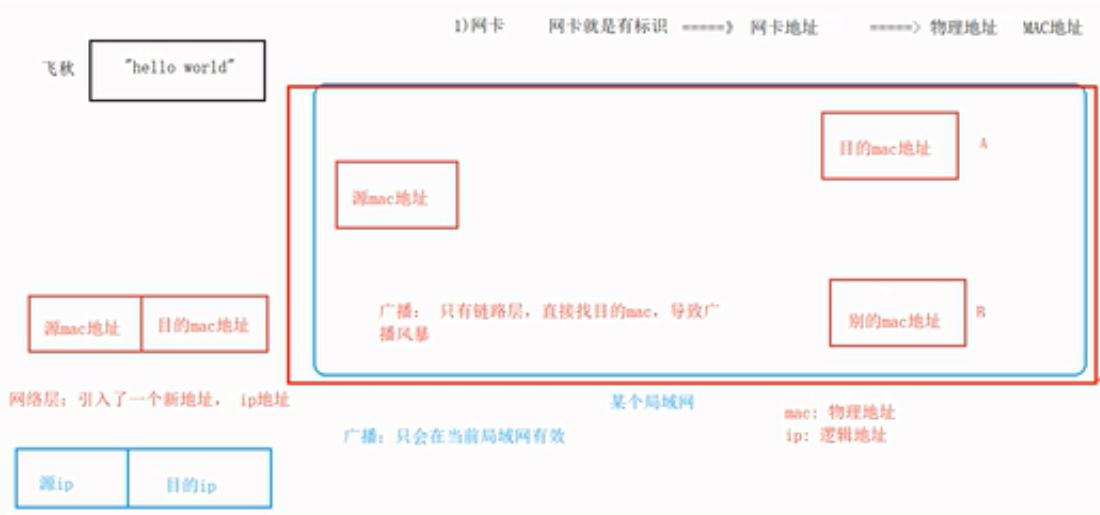 1)网卡 网卡就是有标识 =====》 网卡地址 =====> 物理地址 MAC地址
飞秋 "hello world"
目的mac地址 A
源mac地址
源mac地址 目的mac地址
广播： 只有链路层，直接找目的mac，导致广
播风暴
别的mac地址 B
网络层：引入了一个新地址， ip地址
某个局域网
mac: 物理地址
广播：只会在当前局域网有效
ip: 逻辑地址
源ip 目的ip